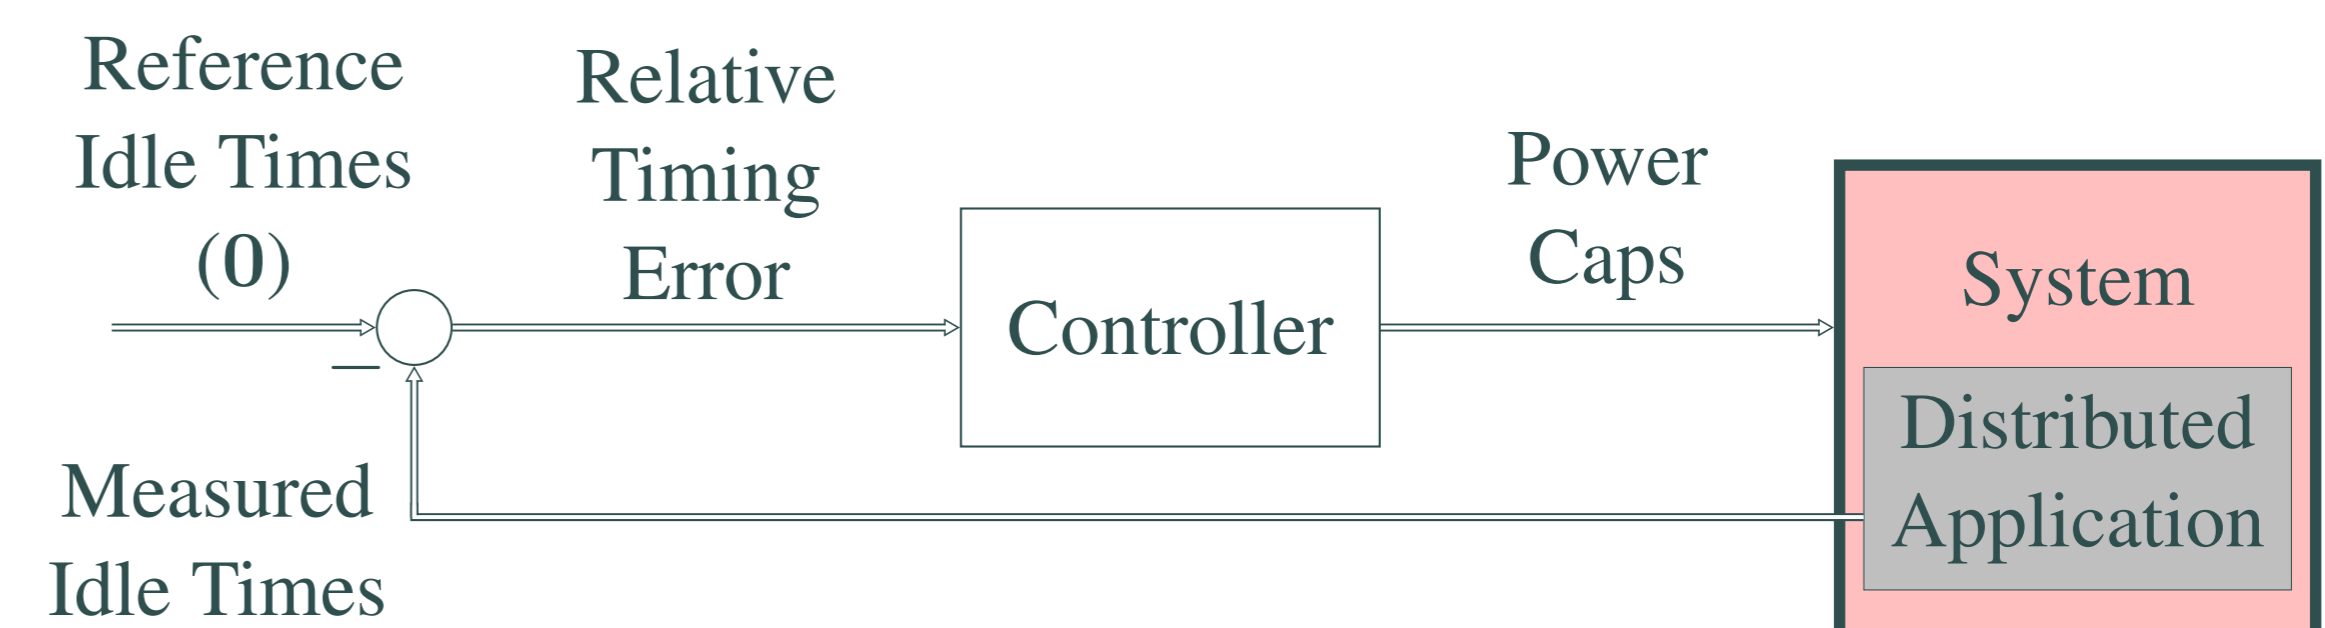 Reference
Idle Times
(0)
Relative
Timing
Error
Controller
Power
Caps
System
Distributed
Application
–
Measured
Idle Times